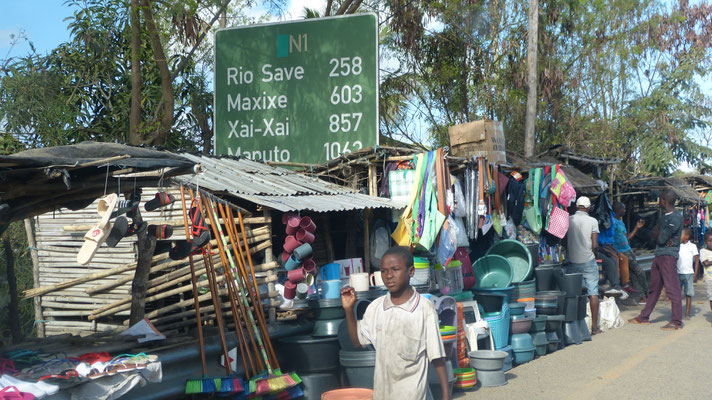 N1
Rio Save 258
Maxixe 603
Xai-Xai 857
Maputo 1062